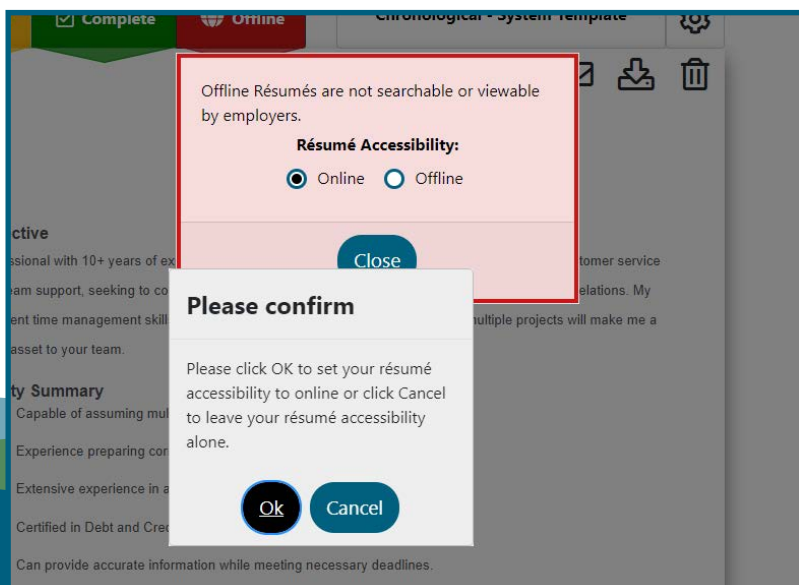 Complete
Offline
Chronological - System Template
Offline Résumés are not searchable or viewable
by employers.
Résumé Accessibility:
Online Offline
Close
ctive
ssional with 10+ years of ex
tomer service
am support, seeking to co
elations. My
ent time management skill
ultiple projects will make me a
asset to your team.
ty Summary
Capable of assuming mul
Experience preparing cor
Extensive experience in a
Certified in Debt and Cred
Can provide accurate information while meeting necessary deadlines.
Please confirm
Please click OK to set your résumé
accessibility to online or click Cancel
to leave your résumé accessibility
alone.
Ok Cancel